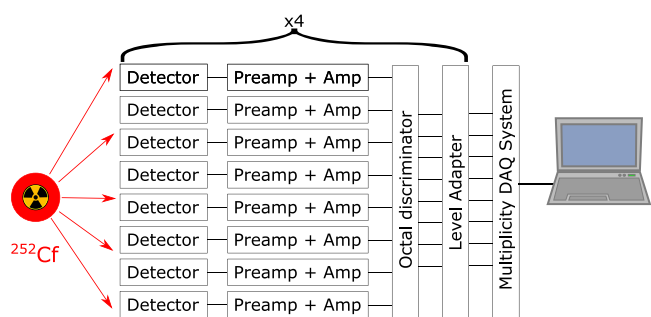 x4
Detector Preamp + Amp
Detector Preamp + Amp
Detector Preamp + Amp
Detector Preamp + Amp
Detector Preamp + Amp
Detector Preamp + Amp
Detector Preamp + Amp
Detector Preamp + Amp
Octal discriminator
Level Adapter
Multiplicity DAQ System
²⁵²Cf